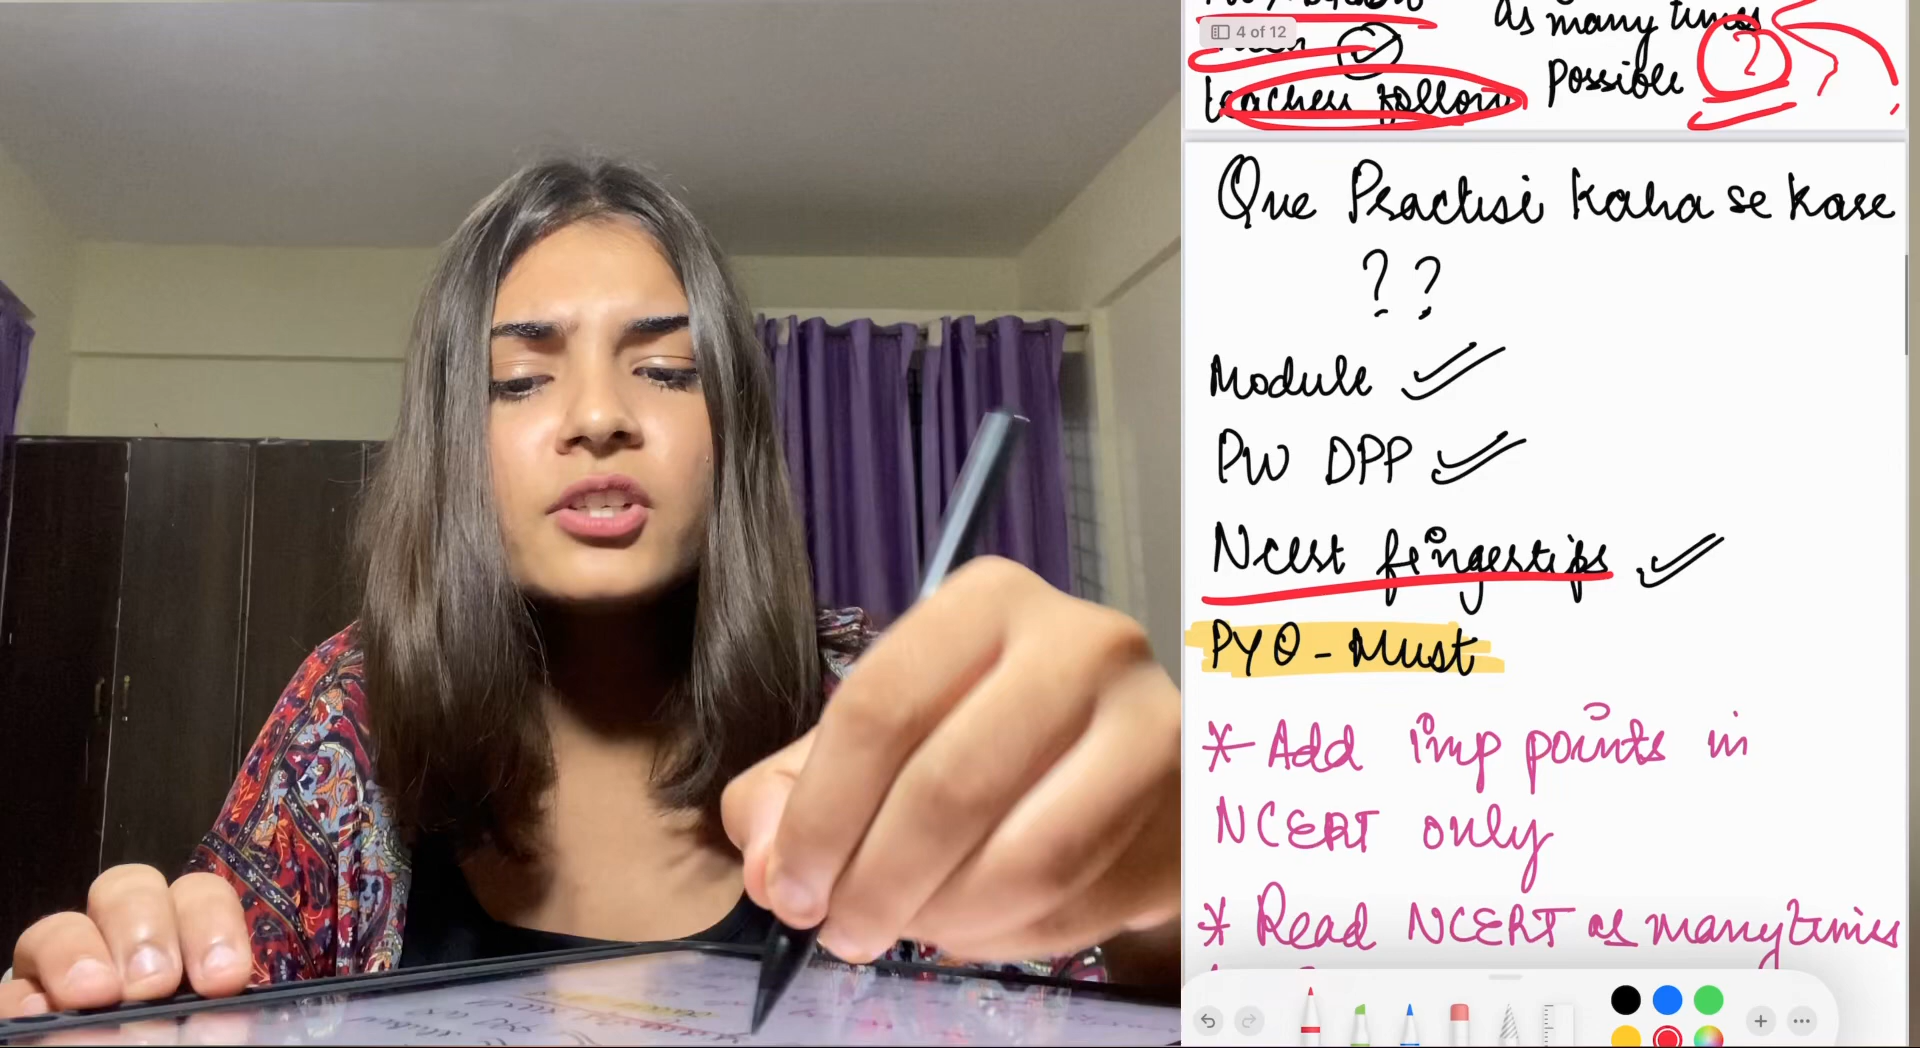 4 of 12
as many times
possible ?
teachers follow
Que Practise kaha se kare
??
Module
PW DPP
Ncert fingertips
PYQ - Must
* Add imp points in
NCERT only
* Read NCERT as many times